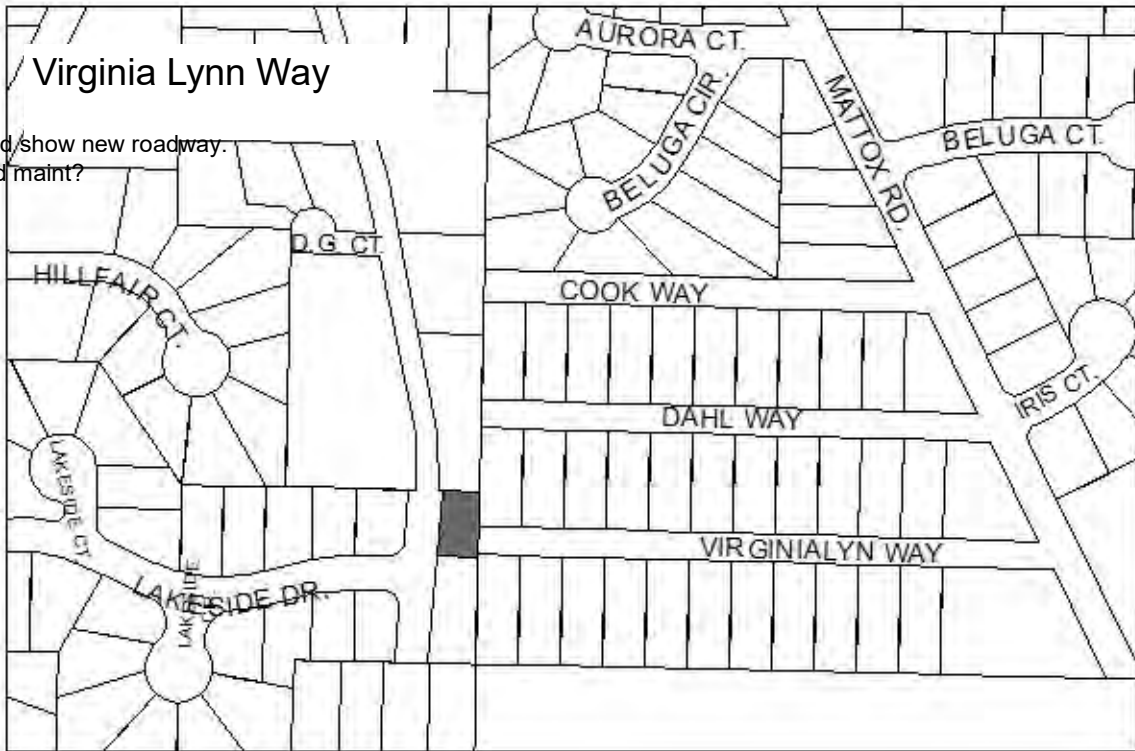 Virginia Lynn Way
d show new roadway.
d maint?
AURORA CT.
BELUGA CIR.
MATTOX RD.
BELUGA CT.
D.G. CT.
HILLFAIR CT.
COOK WAY
DAHL WAY
IRIS CT.
LAKESIDE CT
VIRGINIALYN WAY
LAKESIDE DR.
LAKESIDE